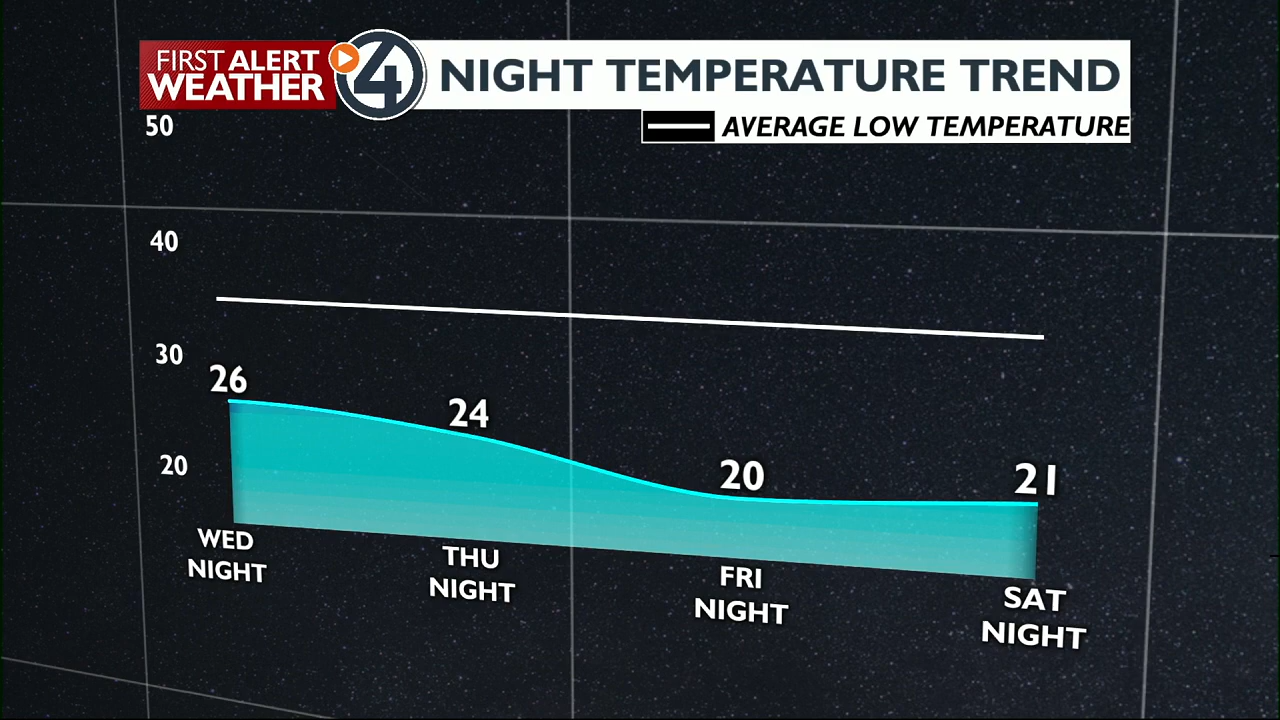 FIRST ALERT
WEATHER
4
NIGHT TEMPERATURE TREND
AVERAGE LOW TEMPERATURE
50
40
30
20
26
24
20
21
WED
NIGHT
THU
NIGHT
FRI
NIGHT
SAT
NIGHT